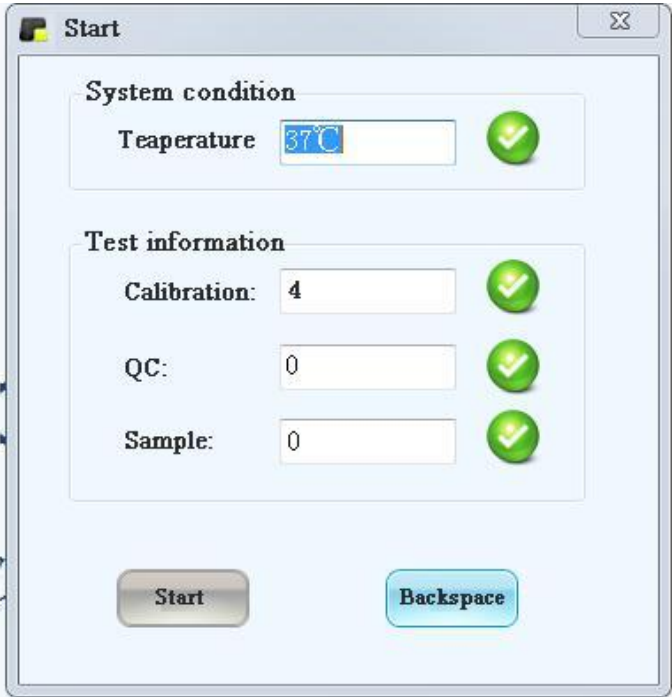 Start
System condition
Teaperature 37℃
Test information
Calibration: 4
QC: 0
Sample: 0
Start Backspace